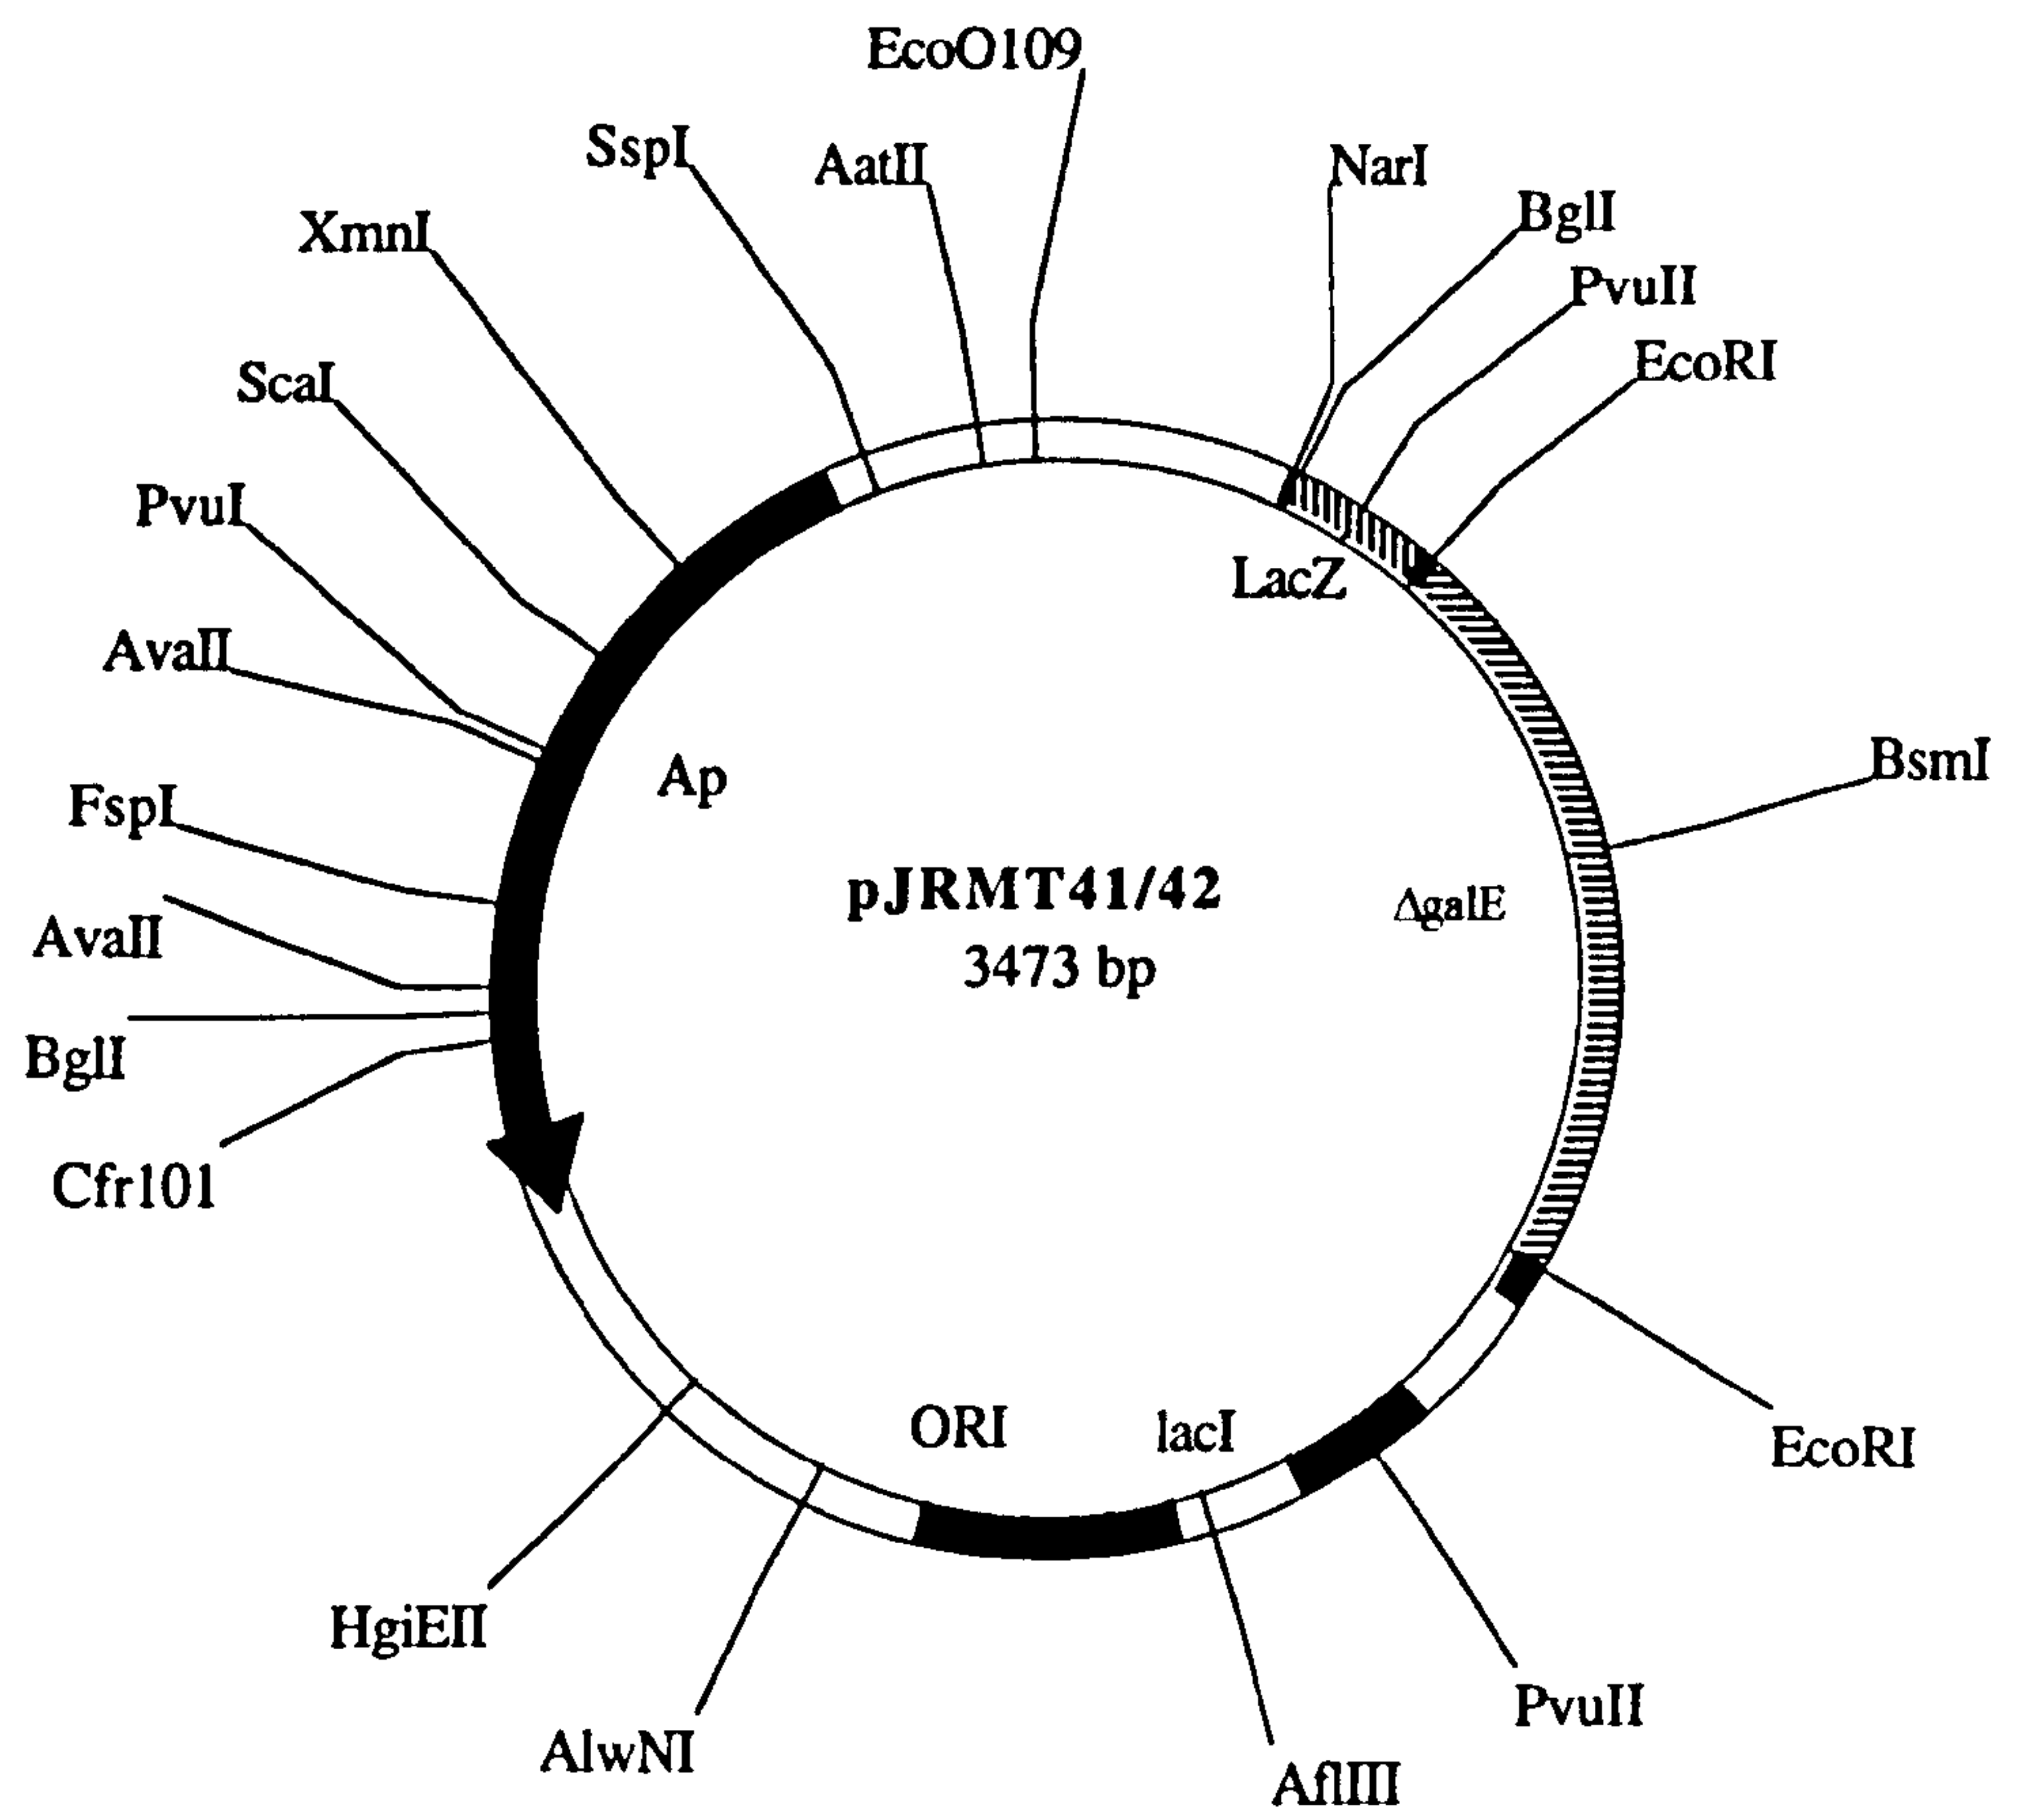 EcoO109
SspI
AatII
NarI
XmnI
BglI
PvuII
ScaI
EcoRI
PvuI
LacZ
AvaII
BsmI
Ap
FspI
pJRMT41/42
ΔgalE
AvaII
3473 bp
BglI
Cfr101
ORI
lacI
EcoRI
HgiEII
PvuII
AlwNI
AflIII